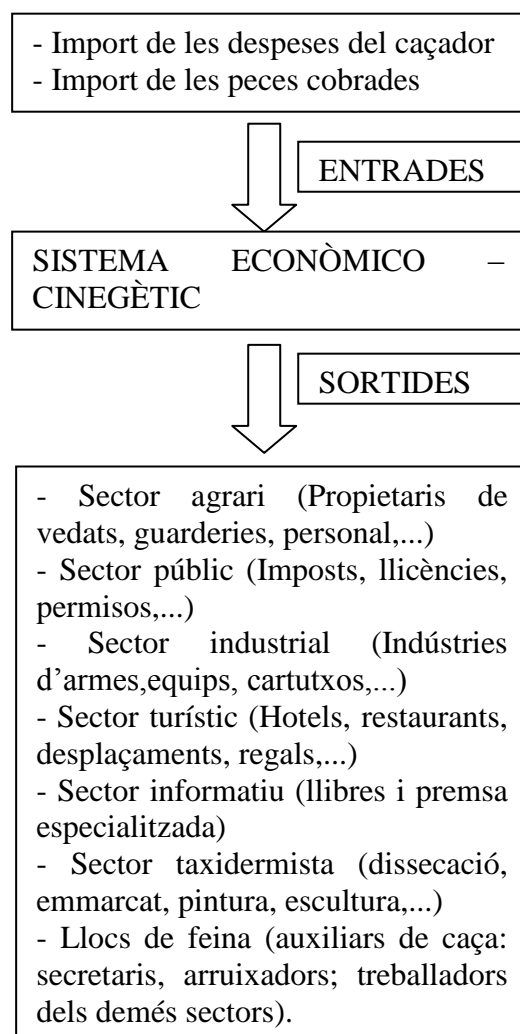 - Import de les despeses del caçador
- Import de les peces cobrades
ENTRADES
SISTEMA ECONÒMICO –
CINEGÈTIC
SORTIDES
- Sector agrari (Propietaris de
vedats, guarderies, personal,...)
- Sector públic (Imposts, llicències,
permisos,...)
- Sector industrial (Indústries
d’armes,equips, cartutxos,...)
- Sector turístic (Hotels, restaurants,
desplaçaments, regals,...)
- Sector informatiu (llibres i premsa
especialitzada)
- Sector taxidermista (dissecació,
emmarcat, pintura, escultura,...)
- Llocs de feina (auxiliars de caça:
secretaris, arruixadors; treballadors
dels demés sectors).